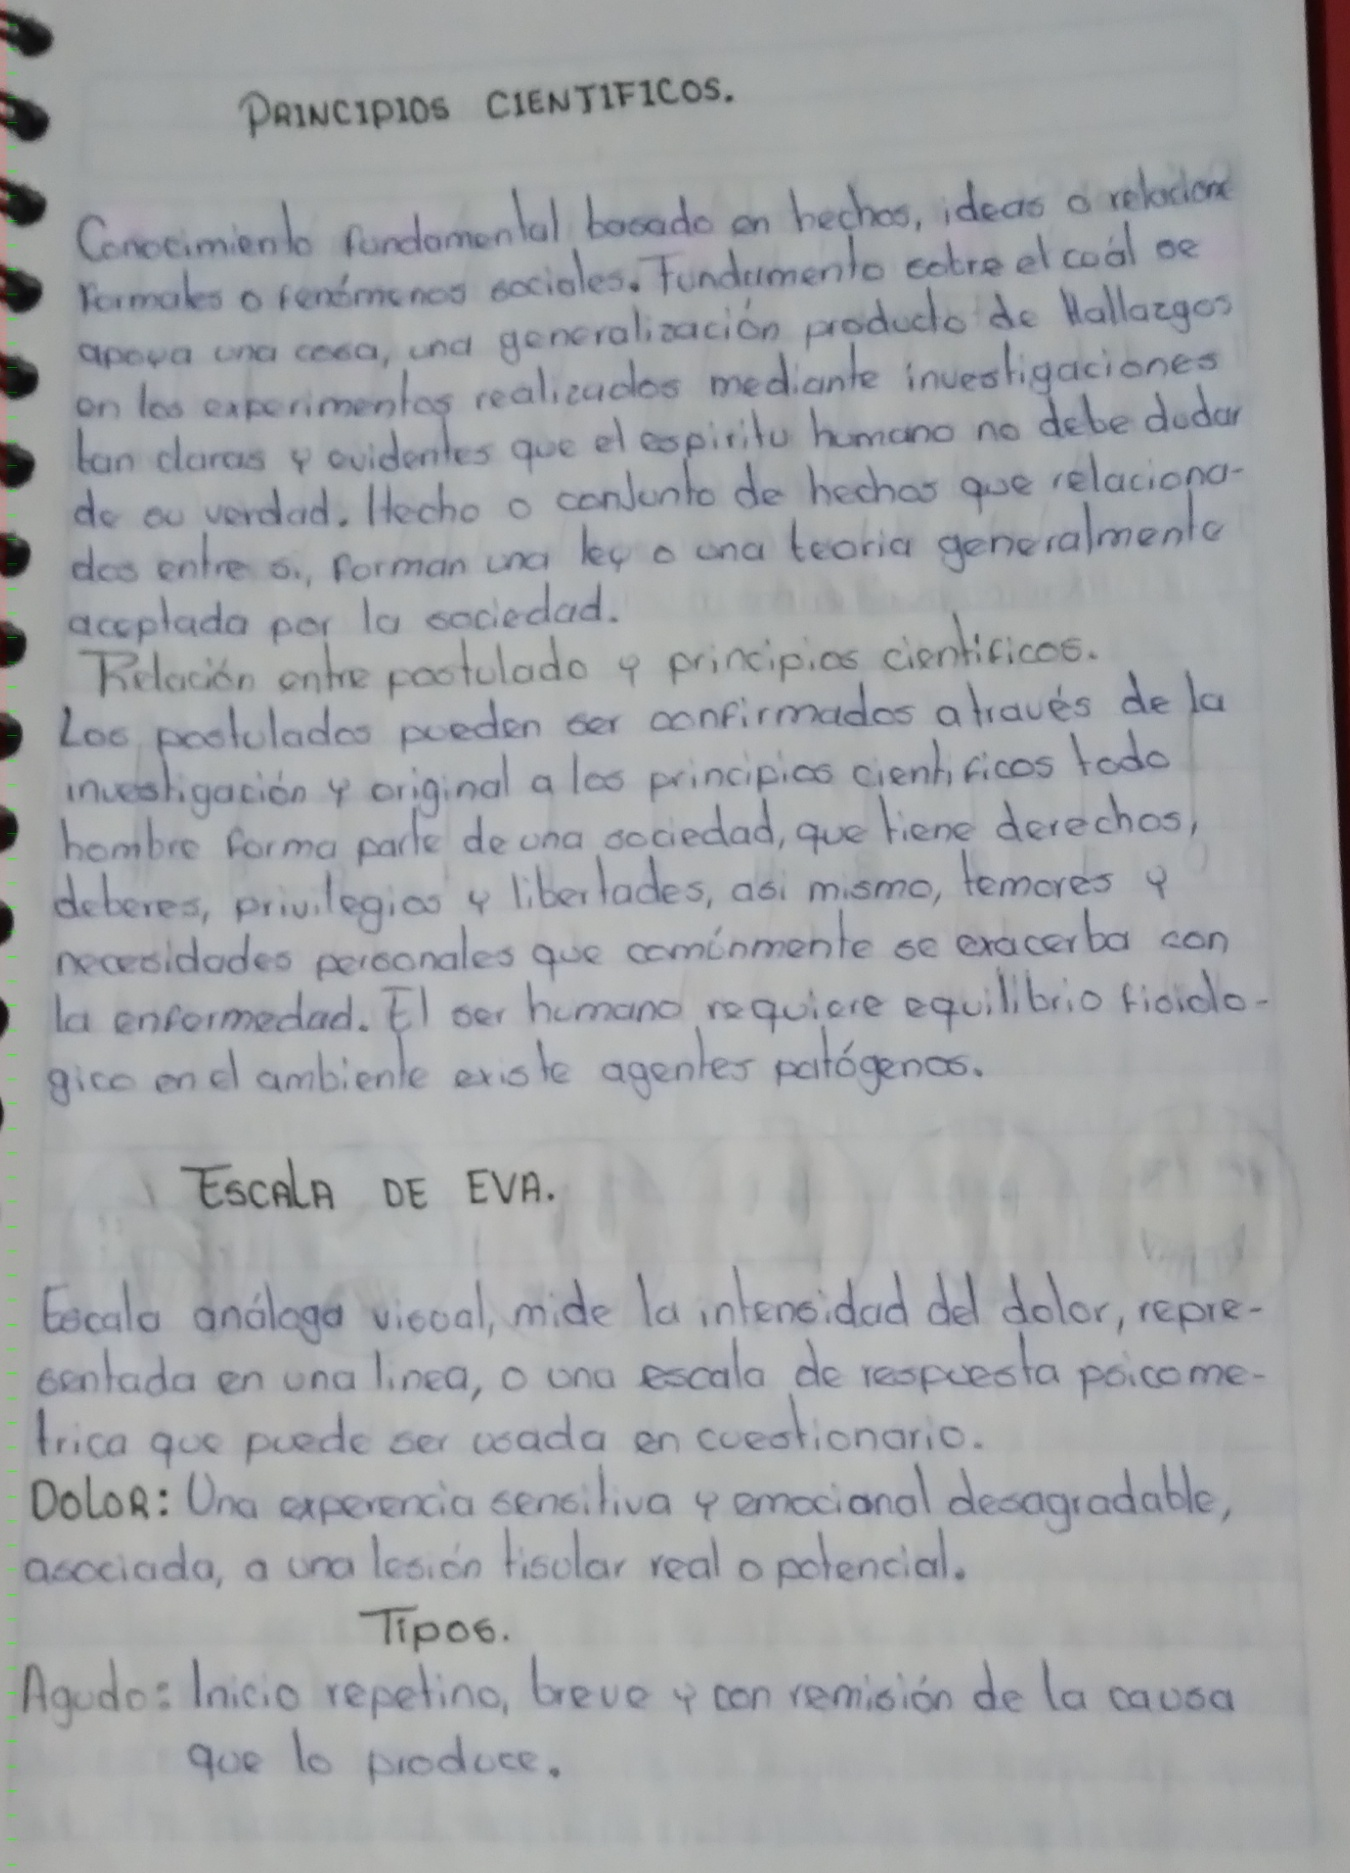 PRINCIPIOS CIENTIFICOS.
Conocimiento fundamental basado en hechos, ideas o relacione
formales o fenómenos sociales. Fundamento sobre el cuál se
apoya una cosa, una generalización producto de Hallazgos
en los experimentos realizados mediante investigaciones
tan claras y evidentes que el espiritu humano no debe dudar
de su verdad. Hecho o conjunto de hechos que relaciona-
dos entre si, forman una ley o una teoria generalmente
aceptada por la sociedad.
Relación entre postulado y principios cientificos.
Los postulados pueden ser confirmados através de la
investigación y original a los principios cientificos todo
hombre forma parte de una sociedad, que tiene derechos,
deberes, privilegios y libertades, asi mismo, temores y
necesidades personales que comúnmente se exacerba con
la enfermedad. El ser humano requiere equilibrio fisiolo-
gico en el ambiente existe agentes patógenos.
ESCALA DE EVA.
Escala análoga visual, mide la intensidad del dolor, repre-
sentada en una linea, o una escala de respuesta psicome-
trica que puede ser usada en cuestionario.
DOLOR: Una experencia sensitiva y emocional desagradable,
asociada, a una lesión tisular real o potencial.
Tipos.
Agudo: Inicio repetino, breve y con remisión de la causa
que lo produce.